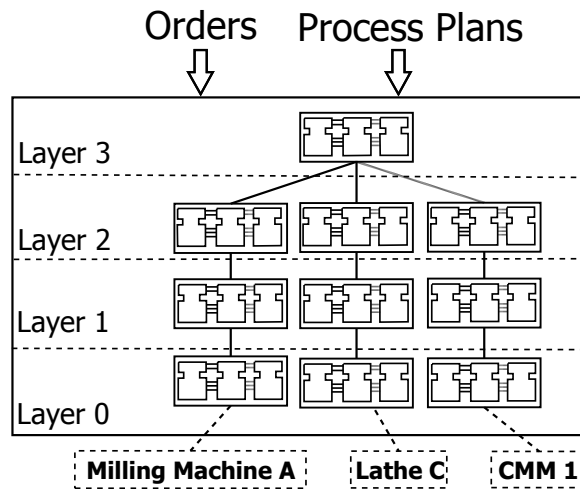 Orders Process Plans
Layer 3
Layer 2
Layer 1
Layer 0
Milling Machine A Lathe C CMM 1